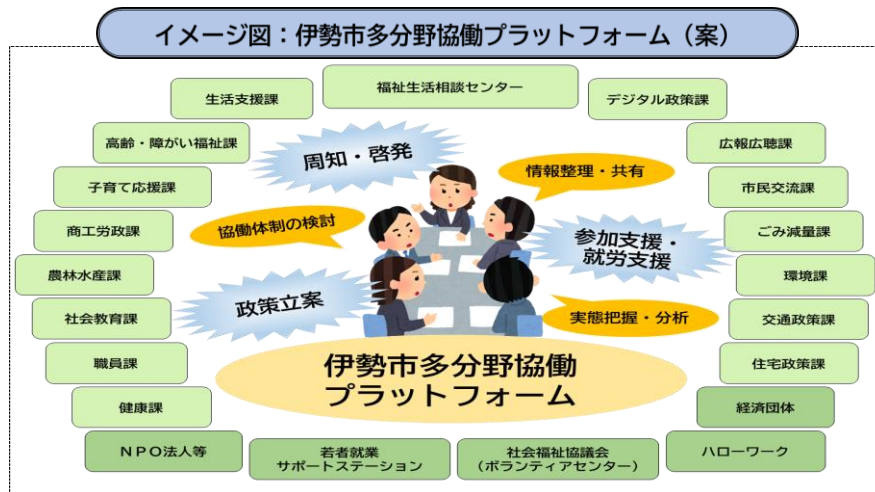 イメージ図：伊勢市多分野協働プラットフォーム（案）
福祉生活相談センター
生活支援課
デジタル政策課
高齢・障がい福祉課
周知・啓発
広報広聴課
情報整理・共有
子育て応援課
市民交流課
商工労政課
協働体制の検討
参加支援・
就労支援
ごみ減量課
農林水産課
環境課
政策立案
社会教育課
実態把握・分析
交通政策課
職員課
伊勢市多分野協働
プラットフォーム
住宅政策課
健康課
経済団体
ＮＰＯ法人等
若者就業
サポートステーション
社会福祉協議会
（ボランティアセンター）
ハローワーク